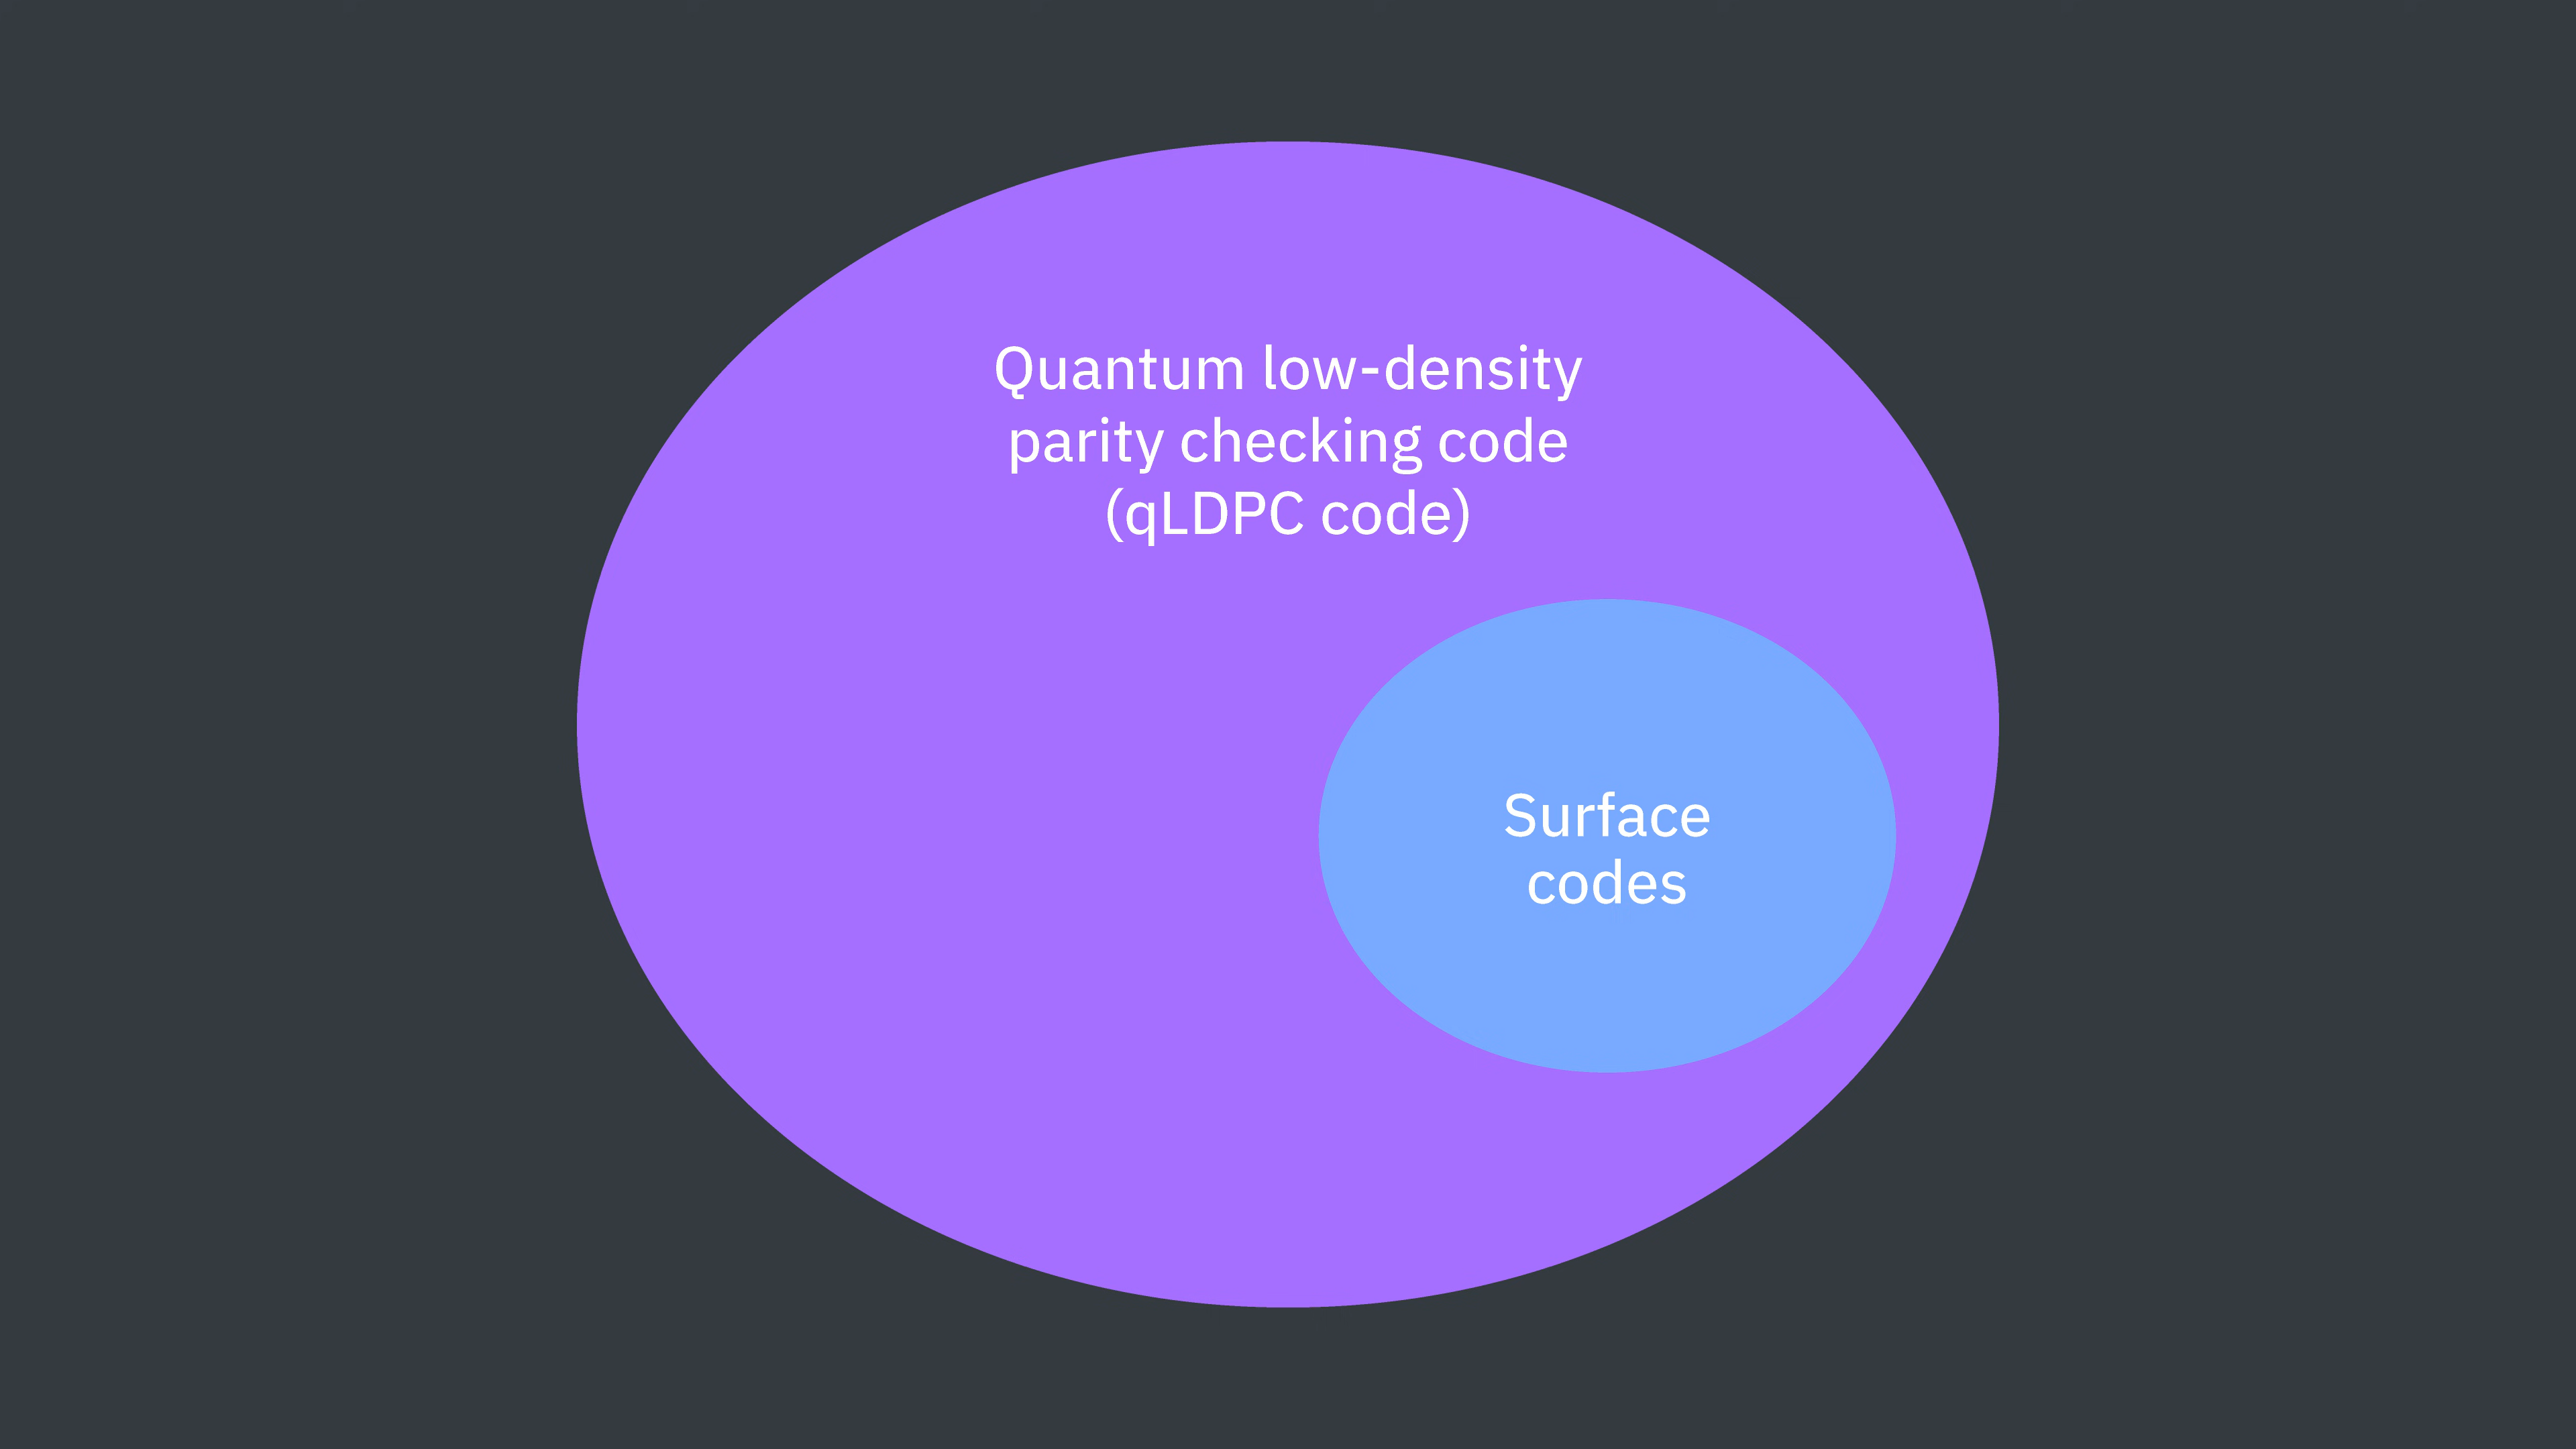 Quantum low-density
parity checking code
(qLDPC code)
Surface
codes